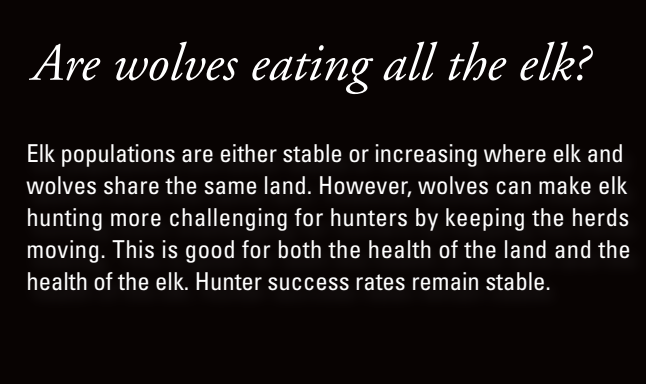 Are wolves eating all the elk?
Elk populations are either stable or increasing where elk and
wolves share the same land. However, wolves can make elk
hunting more challenging for hunters by keeping the herds
moving. This is good for both the health of the land and the
health of the elk. Hunter success rates remain stable.